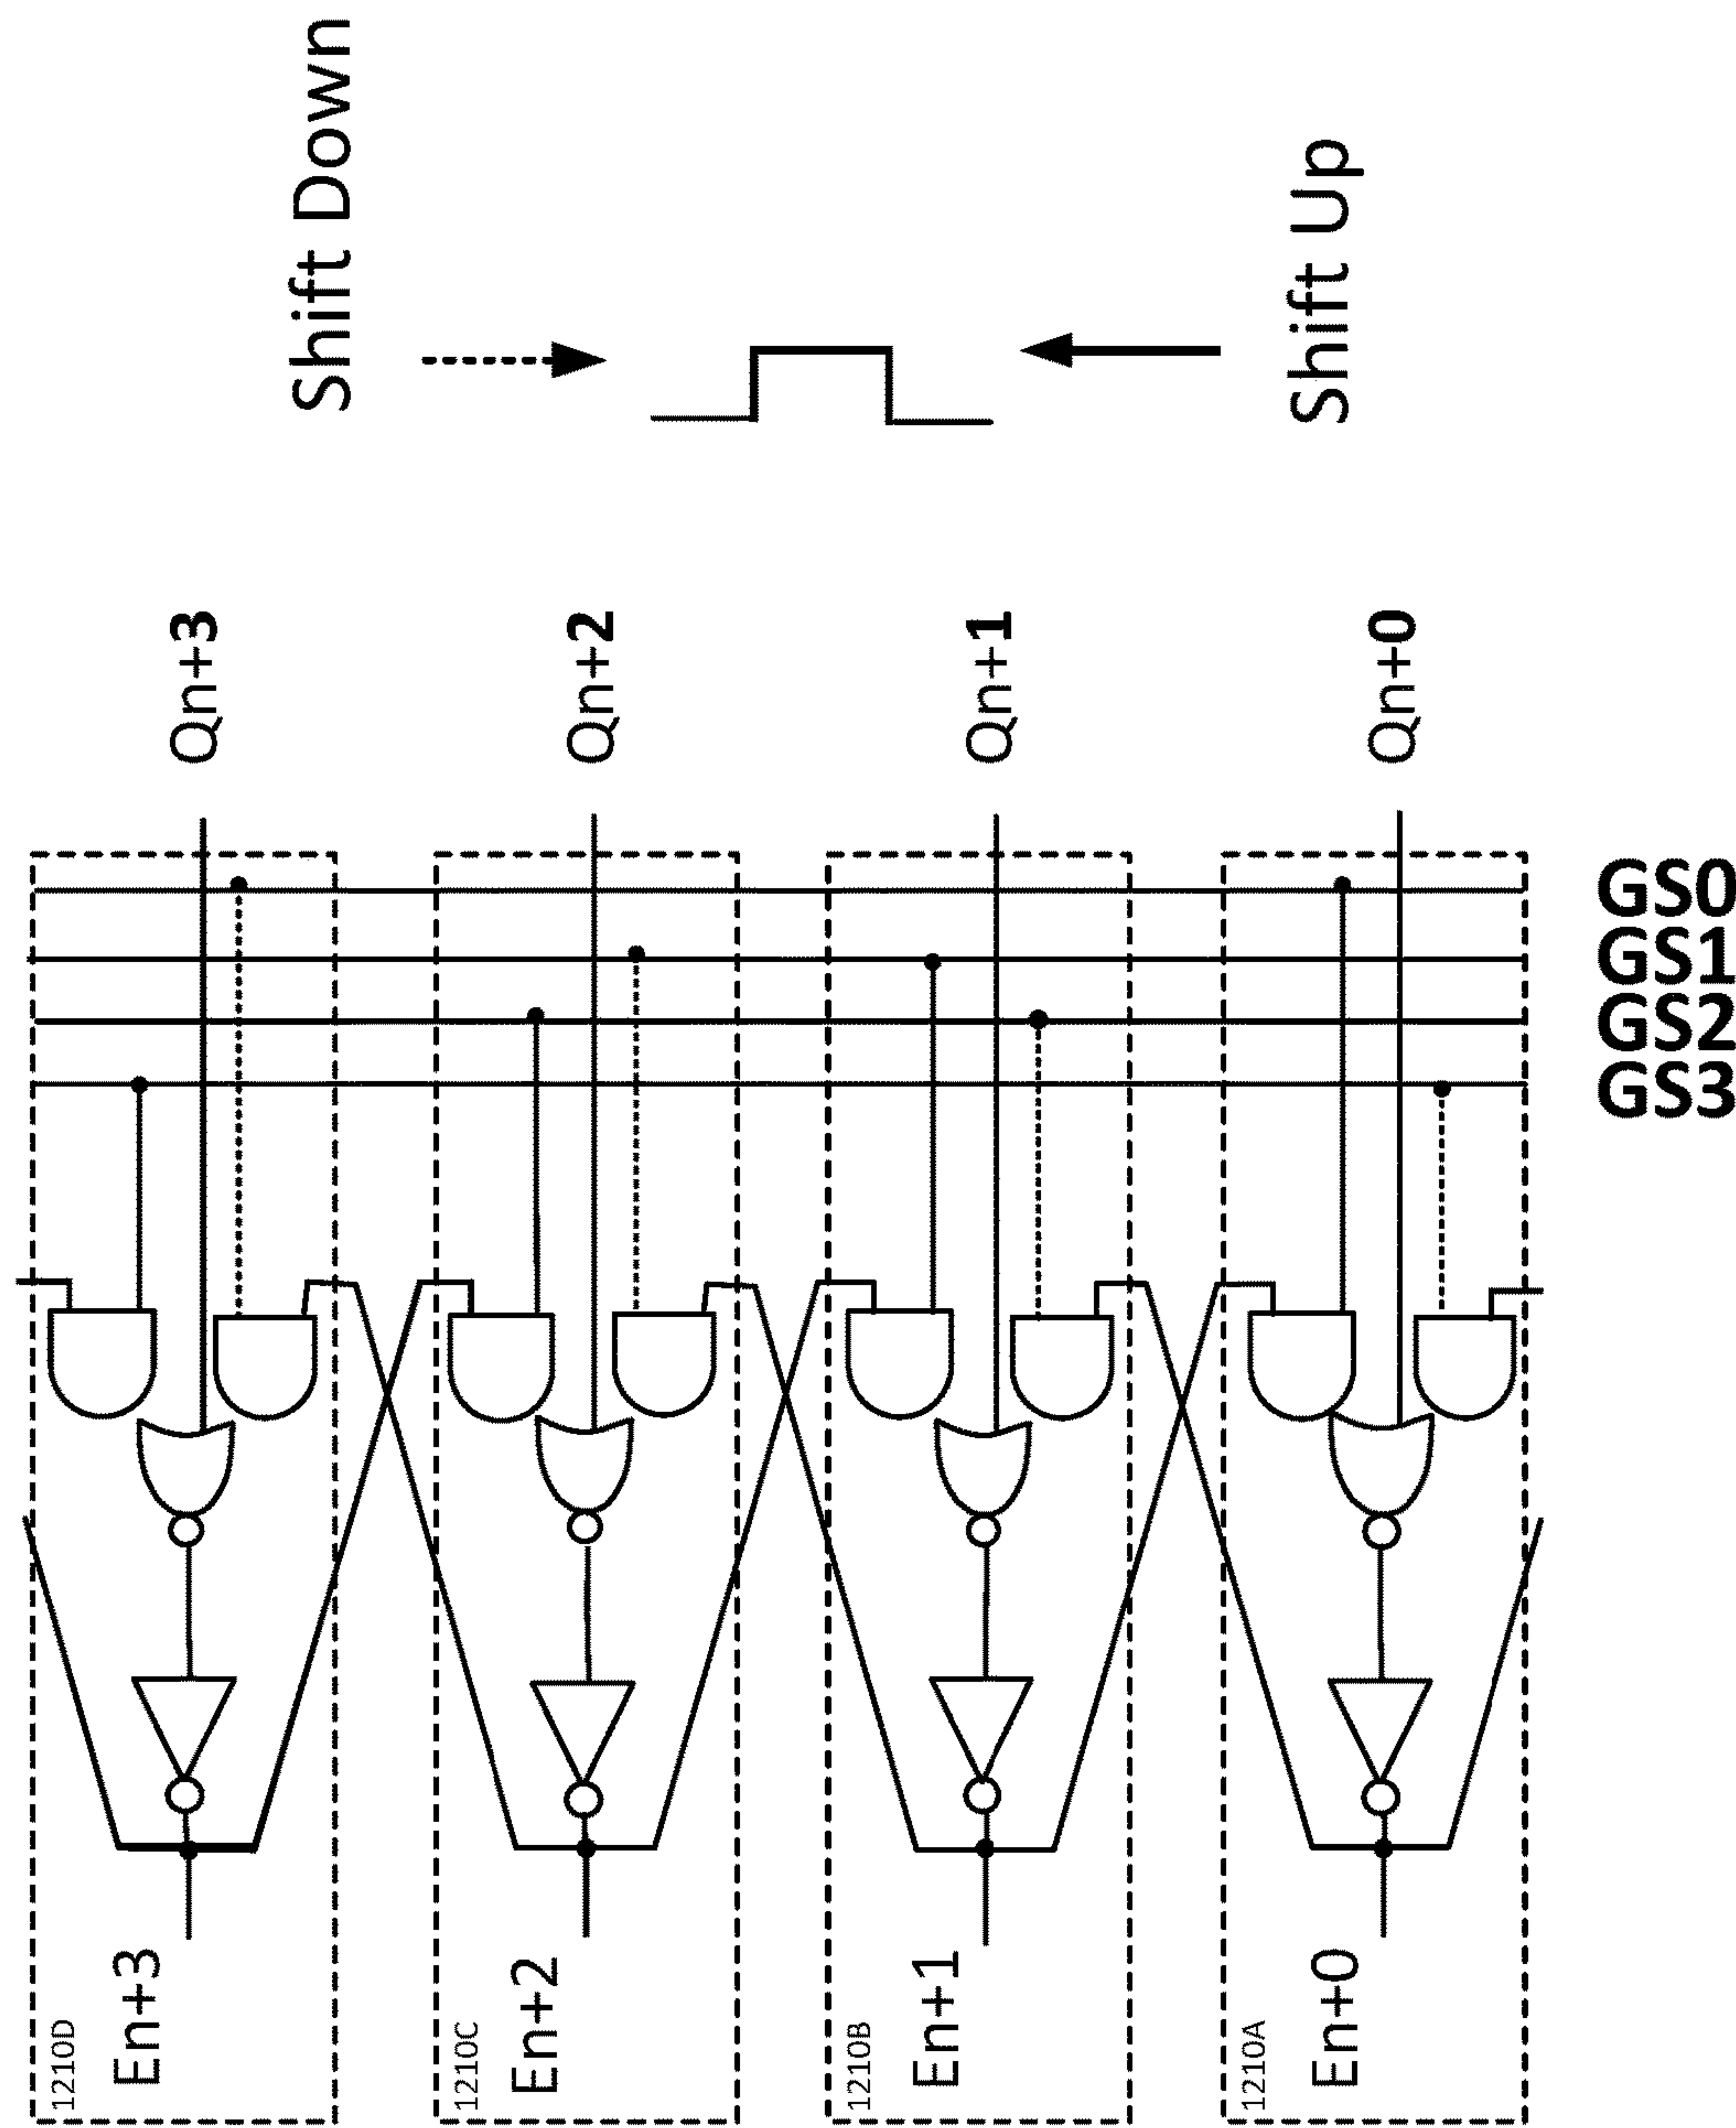 Shift Down
Shift Up
Qn+3
Qn+2
Qn+1
Qn+0
GS0
GS1
GS2
GS3
En+3
En+2
En+1
En+0
1210D
1210C
1210B
1210A